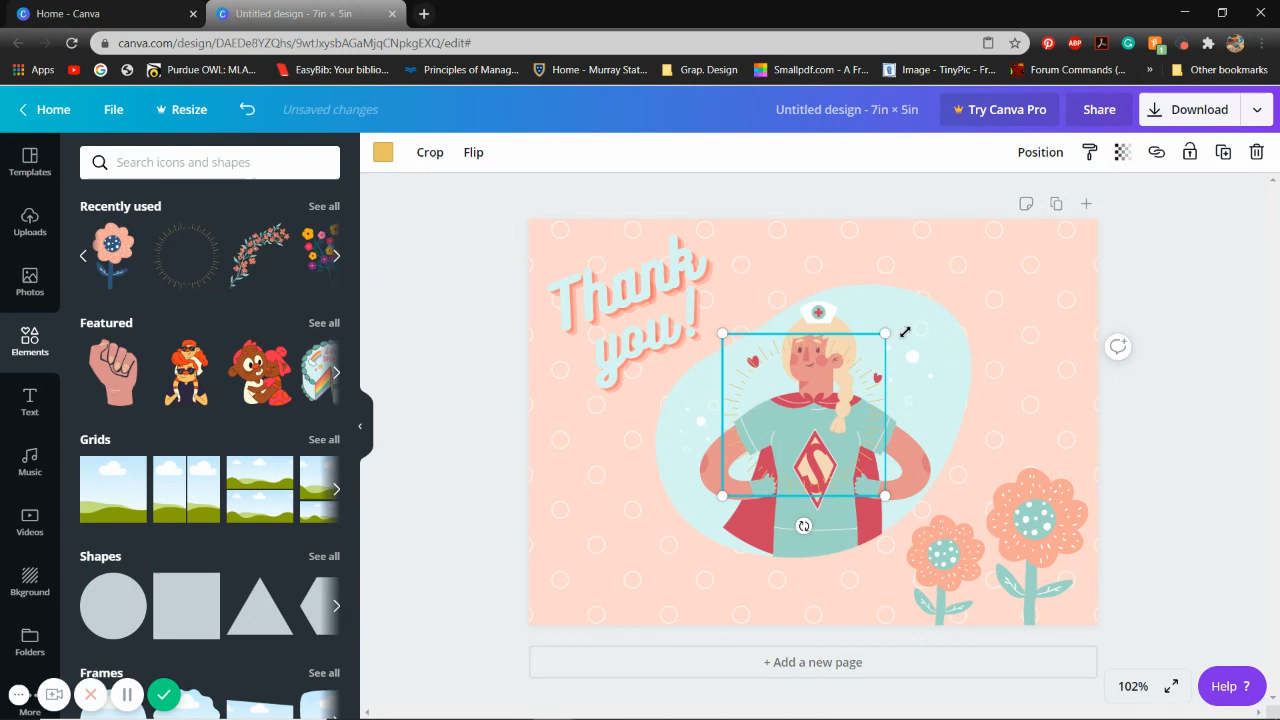 Home - Canva
Untitled design - 7in × 5in
canva.com/design/DAEDe8YZQhs/9wtJxysbAGaMjqCNpkgEXQ/edit#
Apps
Purdue OWL: MLA...
EasyBib: Your biblio...
Principles of Manag...
Home - Murray Stat...
Grap. Design
Smallpdf.com - A Fr...
Image - TinyPic - Fr...
Forum Commands (...
»
Other bookmarks
ABP
1
Home
File
Resize
Unsaved changes
Untitled design - 7in × 5in
Try Canva Pro
Share
Download
Templates
Uploads
Photos
Elements
Text
Music
Videos
Bkground
Folders
More
Search icons and shapes
Recently used
See all
Featured
See all
Grids
See all
Shapes
See all
Frames
See all
Crop
Flip
Position
Thank
you!
S
+ Add a new page
102%
Help ?